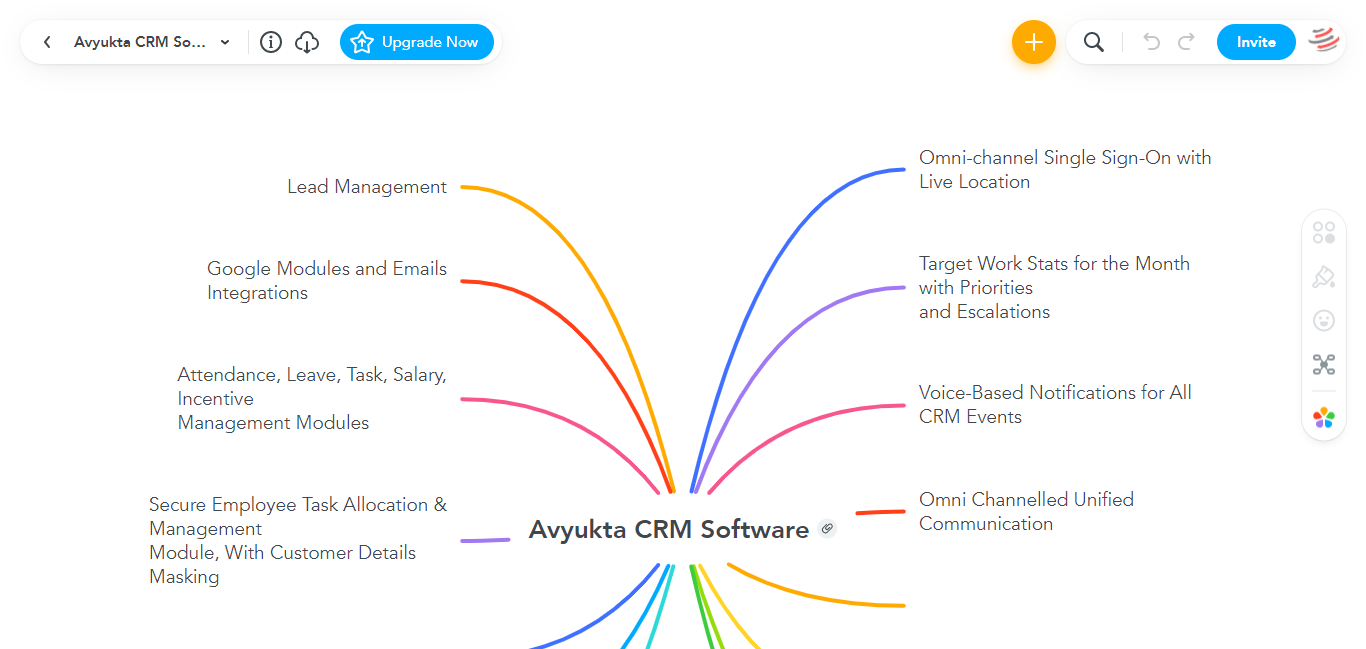 Avyukta CRM So...
Upgrade Now
Invite
Lead Management
Google Modules and Emails
Integrations
Attendance, Leave, Task, Salary,
Incentive
Management Modules
Secure Employee Task Allocation &
Management
Module, With Customer Details
Masking
Avyukta CRM Software
Omni-channel Single Sign-On with
Live Location
Target Work Stats for the Month
with Priorities
and Escalations
Voice-Based Notifications for All
CRM Events
Omni Channelled Unified
Communication